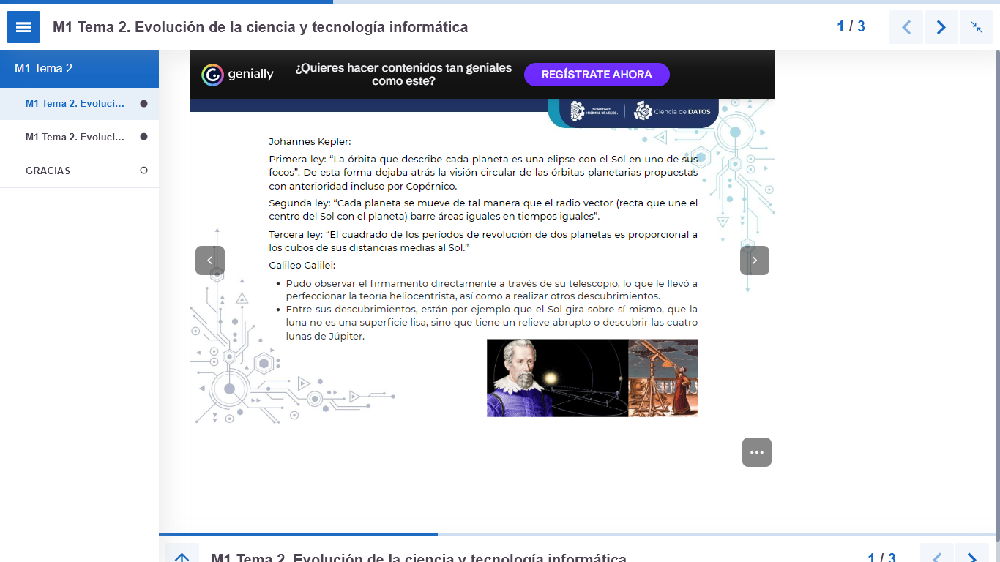 M1 Tema 2. Evolución de la ciencia y tecnología informática
1 / 3
M1 Tema 2.
M1 Tema 2. Evoluci...
M1 Tema 2. Evoluci...
GRACIAS
genially
¿Quieres hacer contenidos tan geniales
como este?
REGÍSTRATE AHORA
TECNOLÓGICO
NACIONAL DE MÉXICO
Ciencia de DATOS
Johannes Kepler:
Primera ley: “La órbita que describe cada planeta es una elipse con el Sol en uno de sus
focos”. De esta forma dejaba atrás la visión circular de las órbitas planetarias propuestas
con anterioridad incluso por Copérnico.
Segunda ley: “Cada planeta se mueve de tal manera que el radio vector (recta que une el
centro del Sol con el planeta) barre áreas iguales en tiempos iguales”.
Tercera ley: “El cuadrado de los períodos de revolución de dos planetas es proporcional a
los cubos de sus distancias medias al Sol.”
Galileo Galilei:
• Pudo observar el firmamento directamente a través de su telescopio, lo que le llevó a
perfeccionar la teoría heliocentrista, así como a realizar otros descubrimientos.
• Entre sus descubrimientos, están por ejemplo que el Sol gira sobre sí mismo, que la
luna no es una superficie lisa, sino que tiene un relieve abrupto o descubrir las cuatro
lunas de Júpiter.
M1 Tema 2. Evolución de la ciencia y tecnología informática
1 / 3